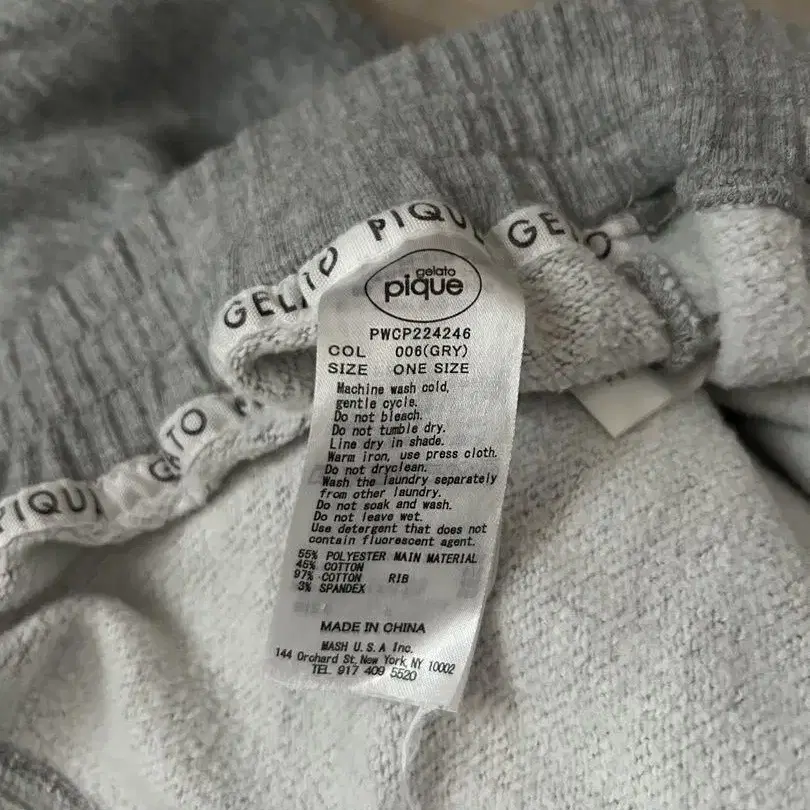 GELATO PIQUE GELATO
gelato
pique
PWCP224246
COL 006(GRY)
SIZE ONE SIZE
Machine wash cold,
gentle cycle.
Do not bleach.
Do not tumble dry.
Line dry in shade.
Warm iron, use press cloth.
Do not dryclean.
Wash the laundry separately
from other laundry.
Do not soak and wash.
Do not leave wet.
Use detergent that does not
contain fluorescent agent.
55% POLYESTER MAIN MATERIAL
45% COTTON
97% COTTON RIB
3% SPANDEX
MADE IN CHINA
MASH U.S.A Inc.
144 Orchard St, New York, NY 10002
TEL 917 409 5520
PIQUE GELATO PI